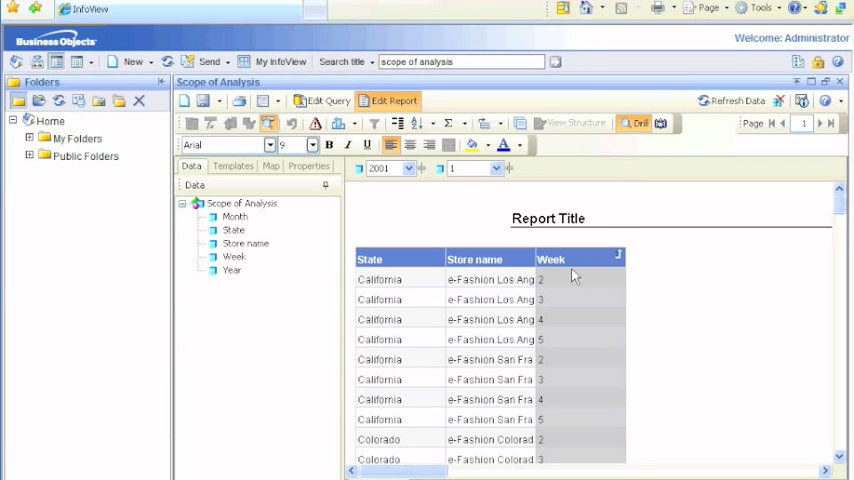 InfoView
Page
Tools
Business Objects
Welcome: Administrator
New
Send
My InfoView
Search title
scope of analysis
Folders
Scope of Analysis
Edit Query
Edit Report
Refresh Data
View Structure
Drill
Page
1
Arial
9
B
I
U
A
Data
Templates
Map
Properties
2001
1
Data
Home
My Folders
Public Folders
Scope of Analysis
Month
State
Store name
Week
Year
Report Title
State Store name Week
California e-Fashion Los Ang 2
California e-Fashion Los Ang 3
California e-Fashion Los Ang 4
California e-Fashion Los Ang 5
California e-Fashion San Fra 2
California e-Fashion San Fra 3
California e-Fashion San Fra 4
California e-Fashion San Fra 5
Colorado e-Fashion Colorad 2
Colorado e-Fashion Colorad 3